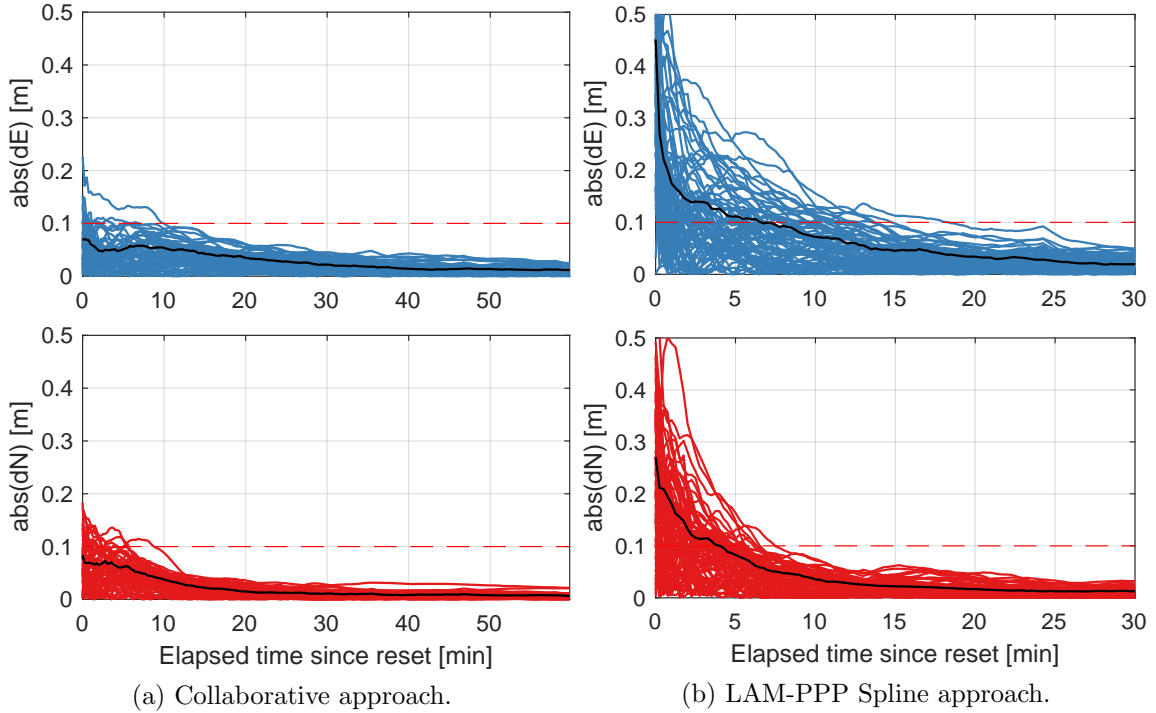 0.5
0.4
0.3
0.2
0.1
0
abs(dE) [m]
0 10 20 30 40 50
0.5
0.4
0.3
0.2
0.1
0
abs(dE) [m]
0 5 10 15 20 25 30
0.5
0.4
0.3
0.2
0.1
0
abs(dN) [m]
0 10 20 30 40 50
Elapsed time since reset [min]
0.5
0.4
0.3
0.2
0.1
0
abs(dN) [m]
0 5 10 15 20 25 30
Elapsed time since reset [min]
(a) Collaborative approach.
(b) LAM-PPP Spline approach.